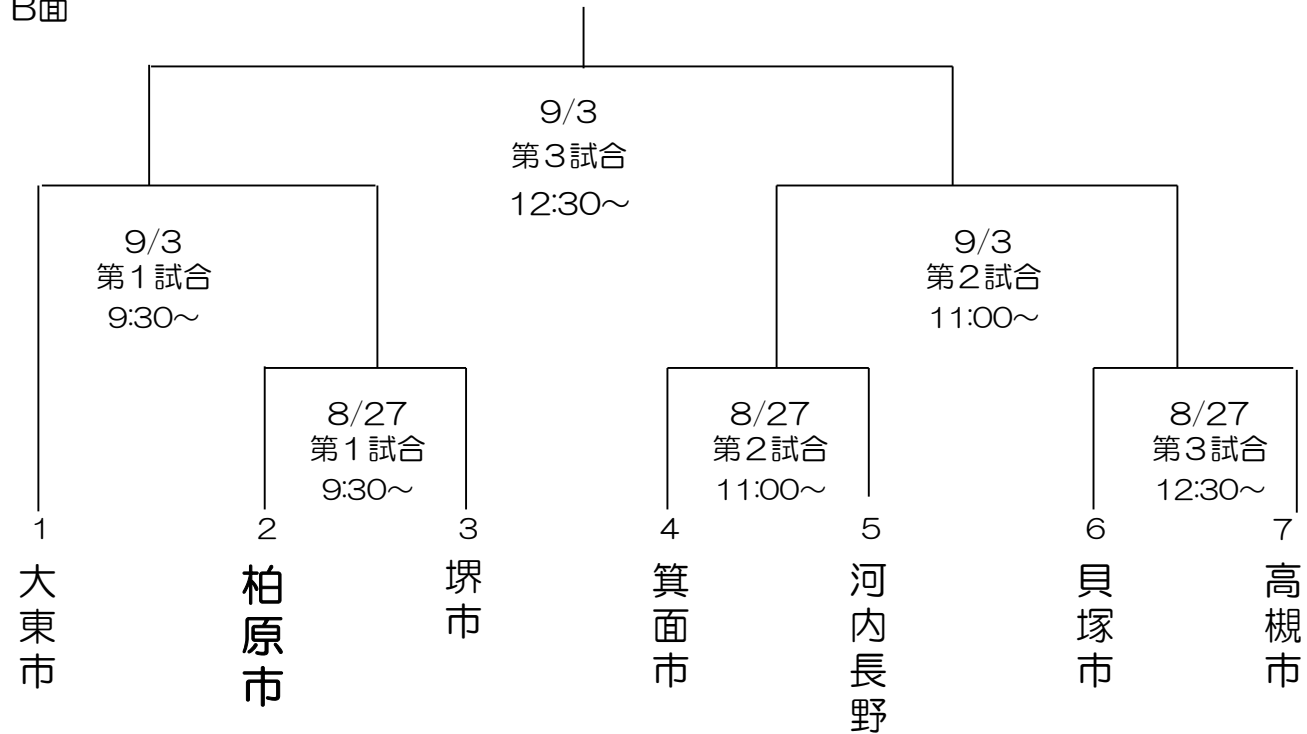 B面
9/3
第3試合
12:30～
9/3
第1試合
9:30～
9/3
第2試合
11:00～
8/27
第1試合
9:30～
8/27
第2試合
11:00～
8/27
第3試合
12:30～
1
2
3
4
5
6
7
大東市
柏原市
堺市
箕面市
河内長野
貝塚市
高槻市